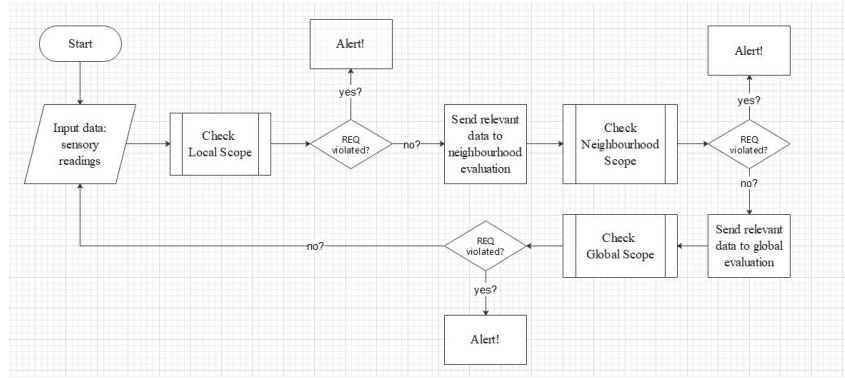 Start
Alert!
Alert!
yes?
yes?
Input data:
sensory
readings
Check
Local Scope
REQ
violated?
no?
Send relevant
data to
neighbourhood
evaluation
Check
Neighbourhood
Scope
REQ
violated?
no?
Send relevant
data to global
evaluation
Check
Global Scope
REQ
violated?
no?
yes?
Alert!